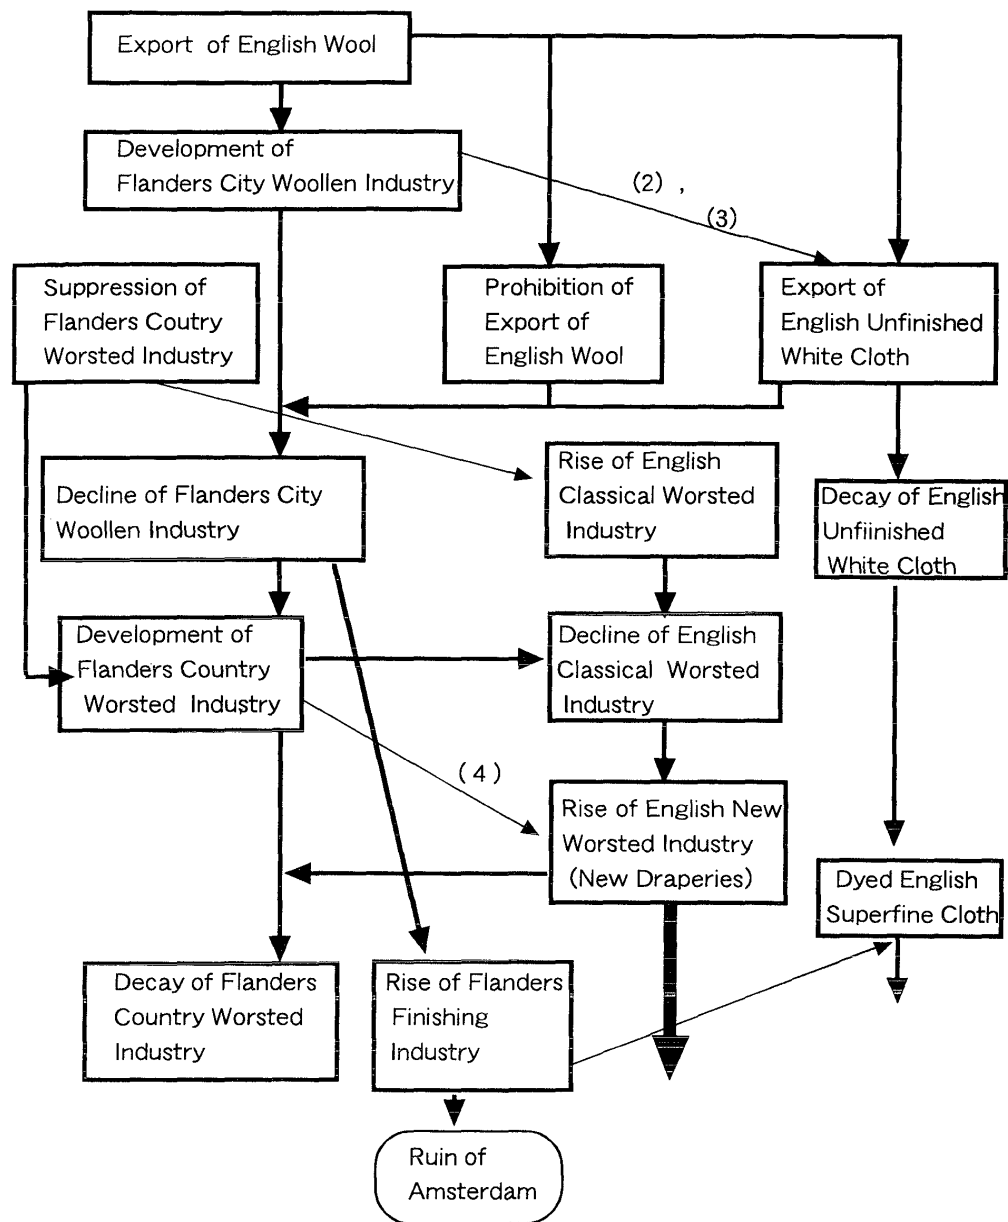 Export of English Wool
Development of
Flanders City Woollen Industry
(2) ,
(3)
Suppression of
Flanders Coutry
Worsted Industry
Prohibition of
Export of
English Wool
Export of
English Unfinished
White Cloth
Decline of Flanders City
Woollen Industry
Rise of English
Classical Worsted
Industry
Decay of English
Unfiinished
White Cloth
Development of
Flanders Country
Worsted Industry
Decline of English
Classical Worsted
Industry
(4)
Rise of English New
Worsted Industry
(New Draperies)
Dyed English
Superfine Cloth
Decay of Flanders
Country Worsted
Industry
Rise of Flanders
Finishing
Industry
Ruin of
Amsterdam